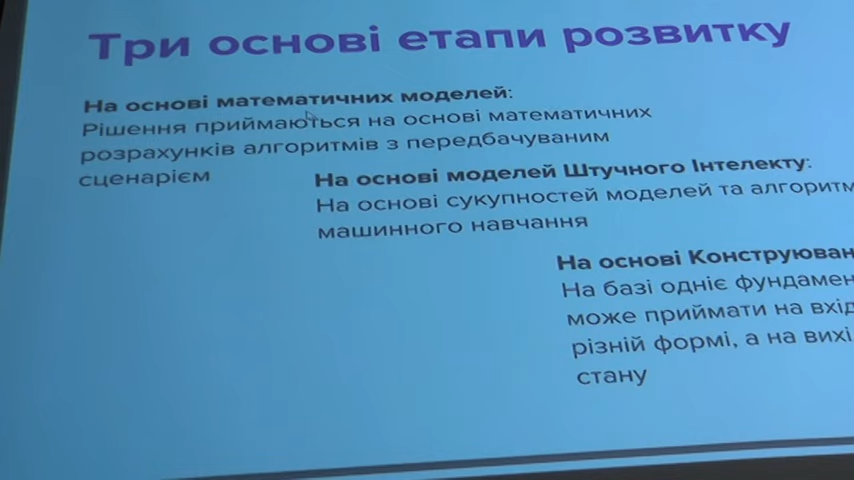 Три основі етапи розвитку
На основі математичних моделей:
Рішення приймаються на основі математичних
розрахунків алгоритмів з передбачуваним
сценарієм
На основі моделей Штучного Інтелекту:
На основі сукупностей моделей та алгоритм
машинного навчання
На основі Конструюван
На базі одніє фундамен
може приймати на вхід
різній формі, а на вихі
стану